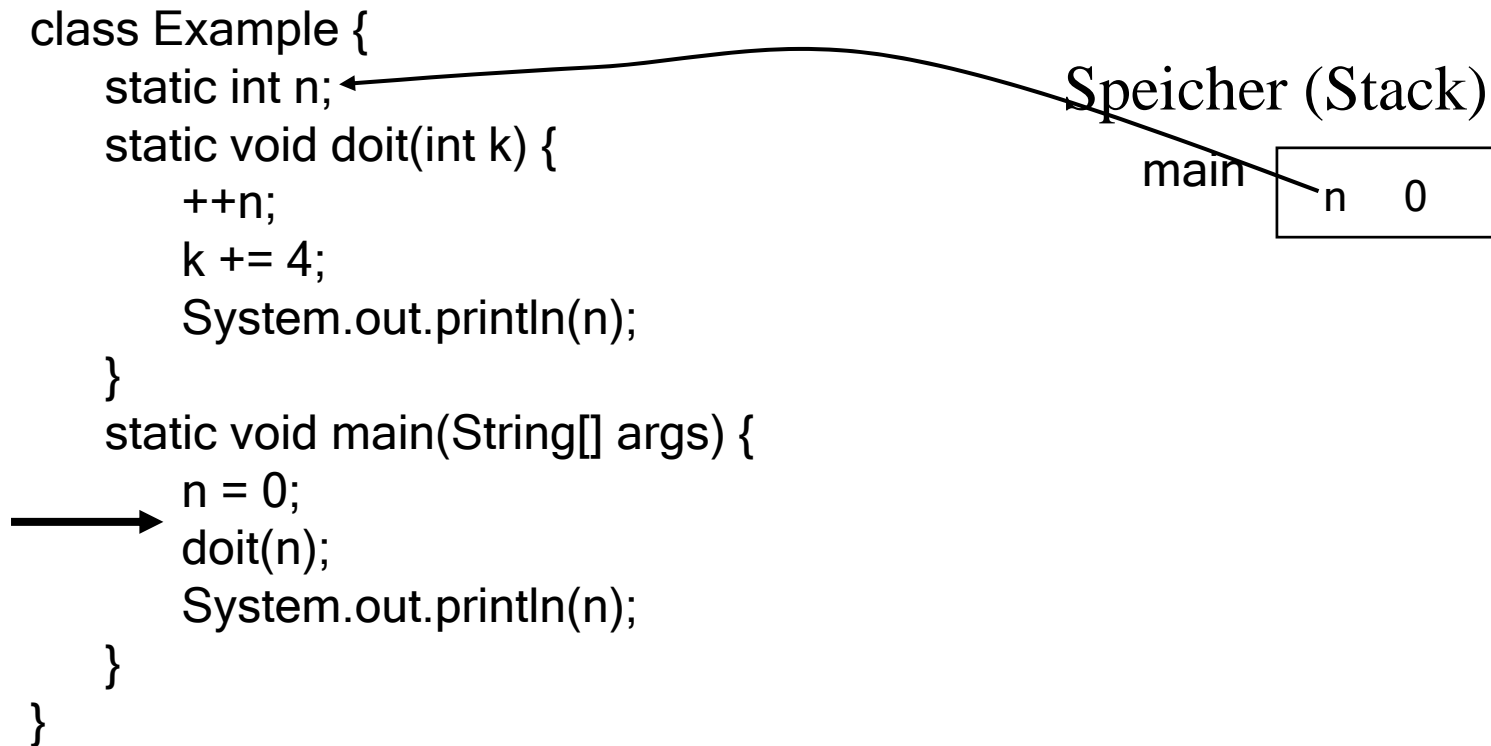 class Example {
static int n;
static void doit(int k) {
++n;
k += 4;
System.out.println(n);
}
static void main(String[] args) {
n = 0;
doit(n);
System.out.println(n);
}
}
Speicher (Stack)
main
n 0